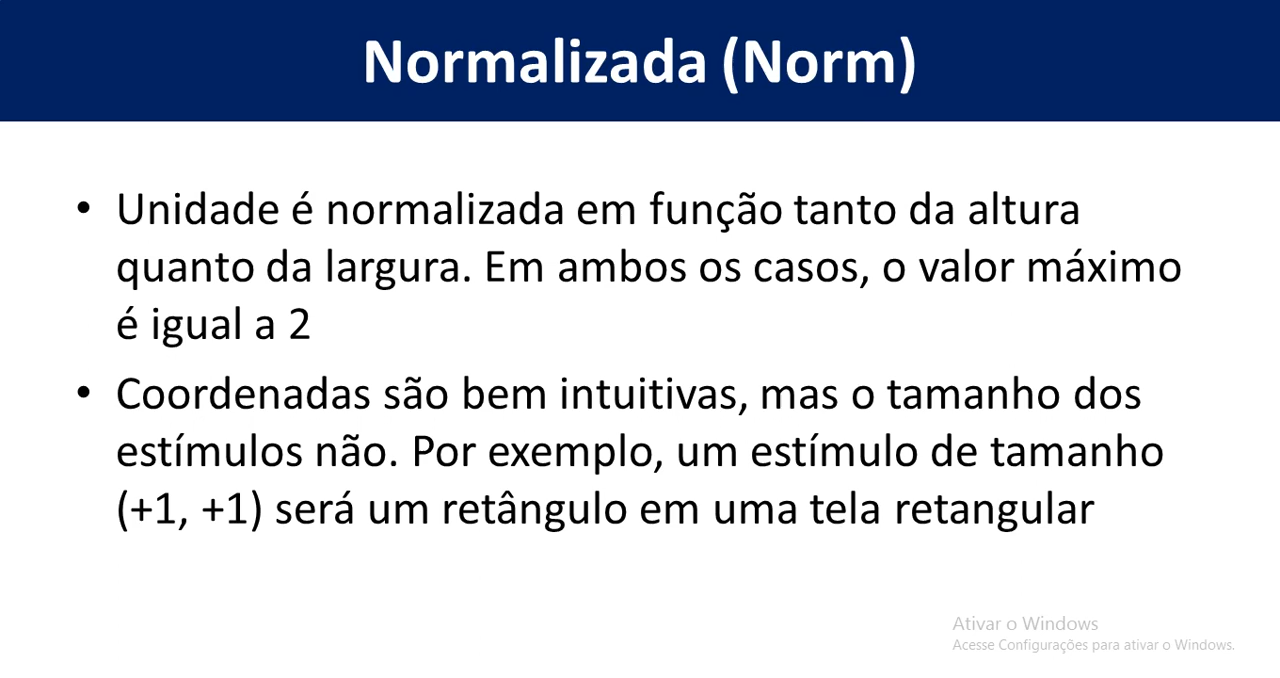 Normalizada (Norm)
• Unidade é normalizada em função tanto da altura
quanto da largura. Em ambos os casos, o valor máximo
é igual a 2
• Coordenadas são bem intuitivas, mas o tamanho dos
estímulos não. Por exemplo, um estímulo de tamanho
(+1, +1) será um retângulo em uma tela retangular
Ativar o Windows
Acesse Configurações para ativar o Windows.